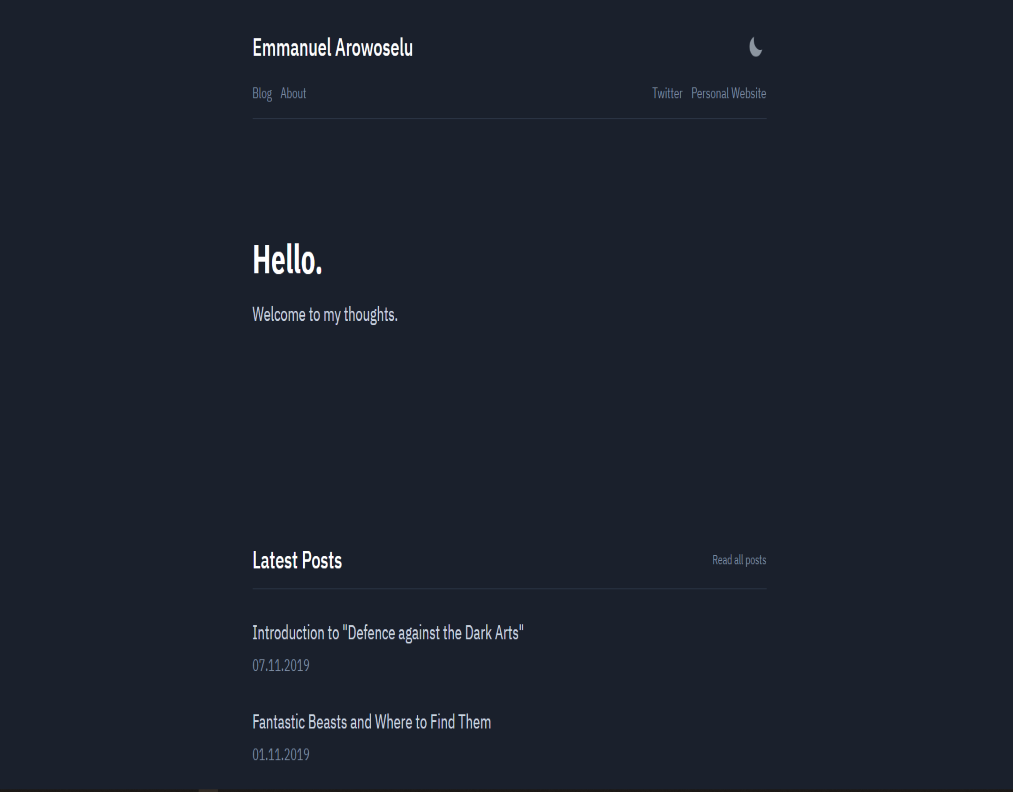 Emmanuel Arowoselu
Blog About Twitter Personal Website
Hello.
Welcome to my thoughts.
Latest Posts Read all posts
Introduction to "Defence against the Dark Arts"
07.11.2019
Fantastic Beasts and Where to Find Them
01.11.2019